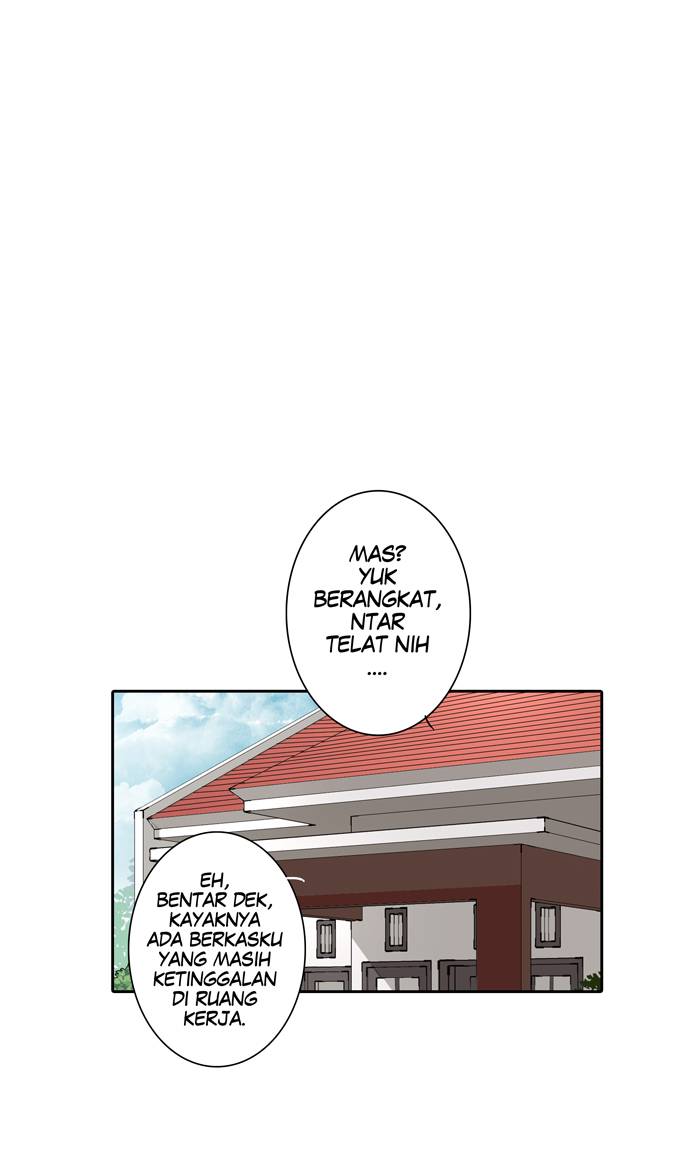 MAS?
YUK
BERANGKAT,
NTAR
TELAT NIH
....
EH,
BENTAR DEK,
KAYAKNYA
ADA BERKASKU
YANG MASIH
KETINGGALAN
DI RUANG
KERJA.